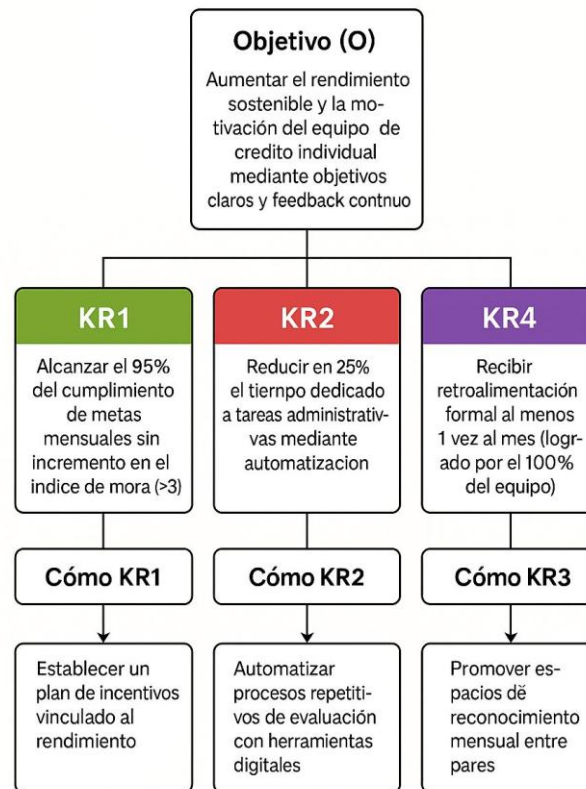 Objetivo (O)
Aumentar el rendimiento
sostenible y la mo-
tivación del equipo de
credito individual
mediante objetivos
claros y feedback contnuo
KR1
Alcanzar el 95%
del cumplimiento
de metas
mensuales sin
incremento en el
indice de mora (>3)
KR2
Reducir en 25%
el tiernpo dedicado
a tareas administrativ-
vas mediante
automatizacion
KR4
Recibir
retroalimentación
formal al menos
1 vez al mes (logr-
rado por el 100%
del equipo)
Cómo KR1
Cómo KR2
Cómo KR3
Establecer un
plan de incentivos
vinculado al
rendimiento
Automatizar
procesos repetiti-
vos de evaluación
con herramientas
digitales
Promover es-
pacios dĕ
reconocimiento
mensual entre
pares